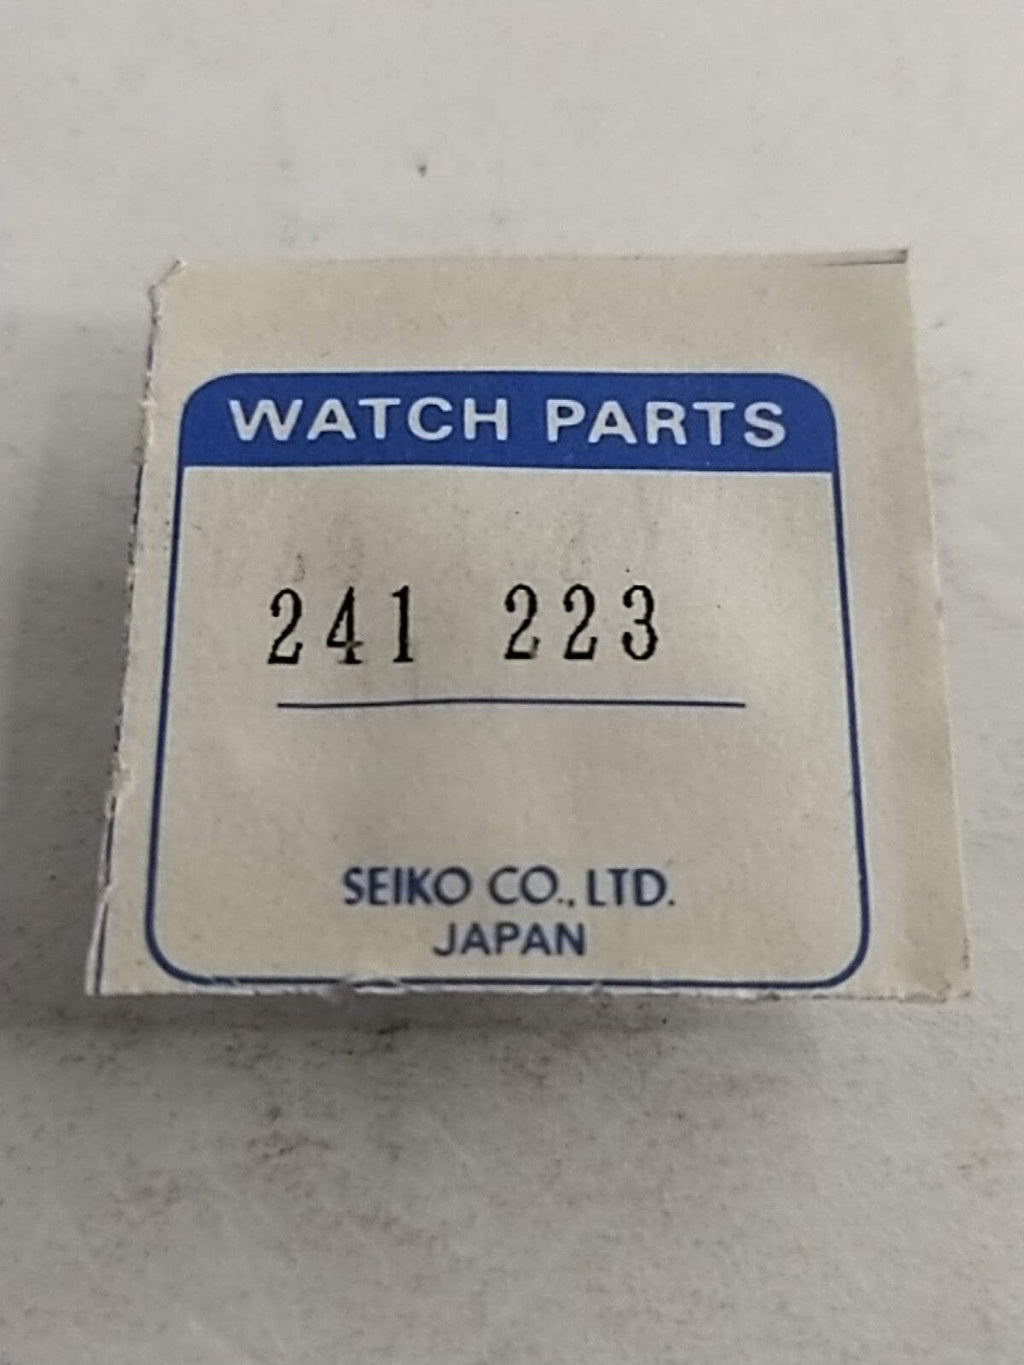 WATCH PARTS
241 223
SEIKO CO., LTD.
JAPAN